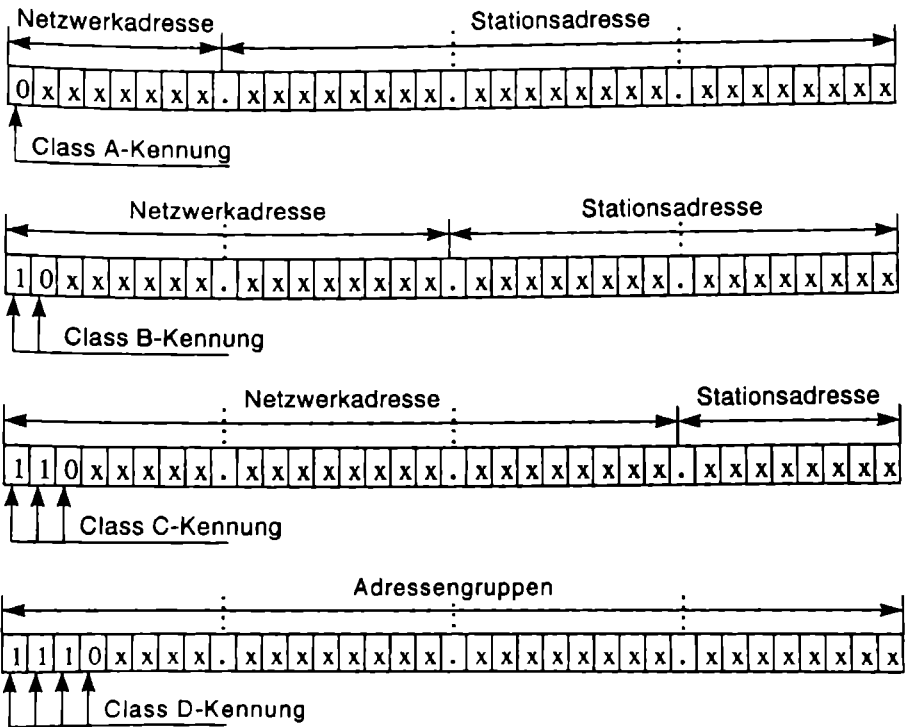 Netzwerkadresse Stationsadresse
0xxxxxxx.xxxxxxxx.xxxxxxxx.xxxxxxxx
Class A-Kennung
Netzwerkadresse Stationsadresse
10xxxxxx.xxxxxxxx.xxxxxxxx.xxxxxxxx
Class B-Kennung
Netzwerkadresse Stationsadresse
110xxxxx.xxxxxxxx.xxxxxxxx.xxxxxxxx
Class C-Kennung
Adressengruppen
1110xxxx.xxxxxxxx.xxxxxxxx.xxxxxxxx
Class D-Kennung